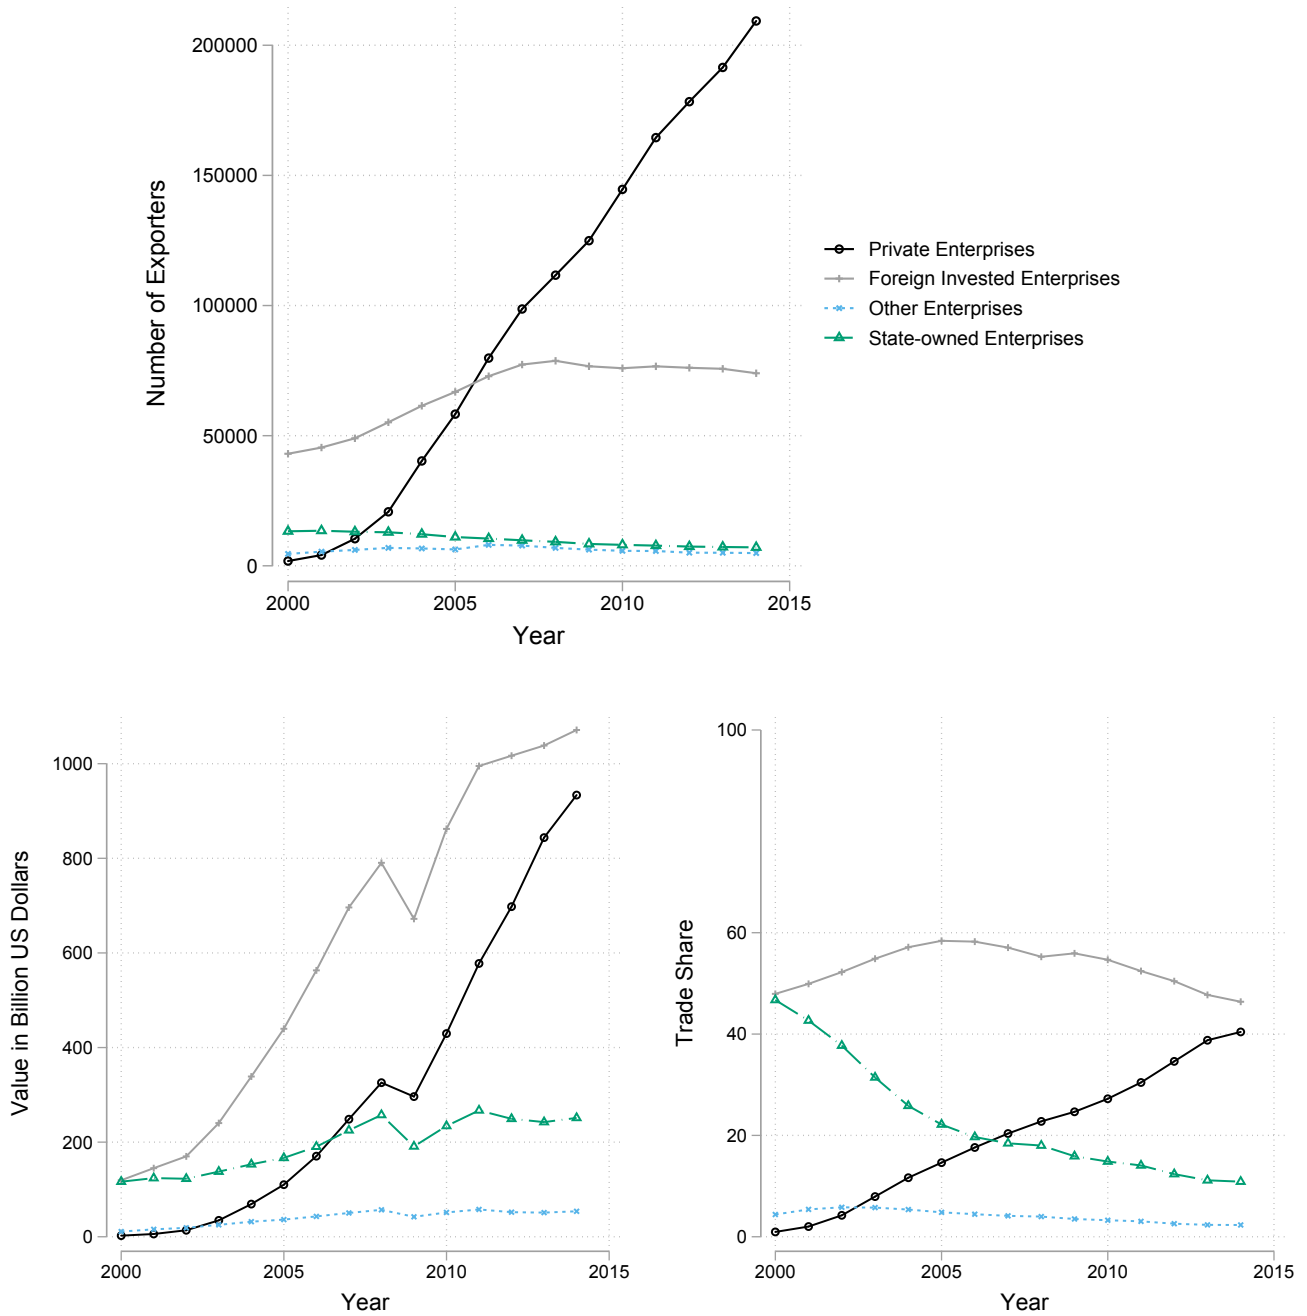 Number of Exporters
200000
150000
100000
50000
0
2000 2005 2010 2015
Year
Private Enterprises
Foreign Invested Enterprises
Other Enterprises
State-owned Enterprises
Value in Billion US Dollars
1000
800
600
400
200
0
2000 2005 2010 2015
Year
Trade Share
100
60
40
20
0
2000 2005 2010 2015
Year